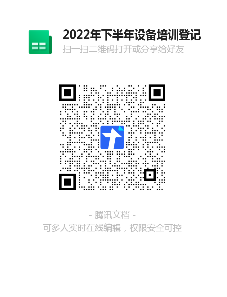 2022年下半年设备培训登记
扫一扫二维码打开或分享给好友
- 腾讯文档 -
可多人实时在线编辑，权限安全可控